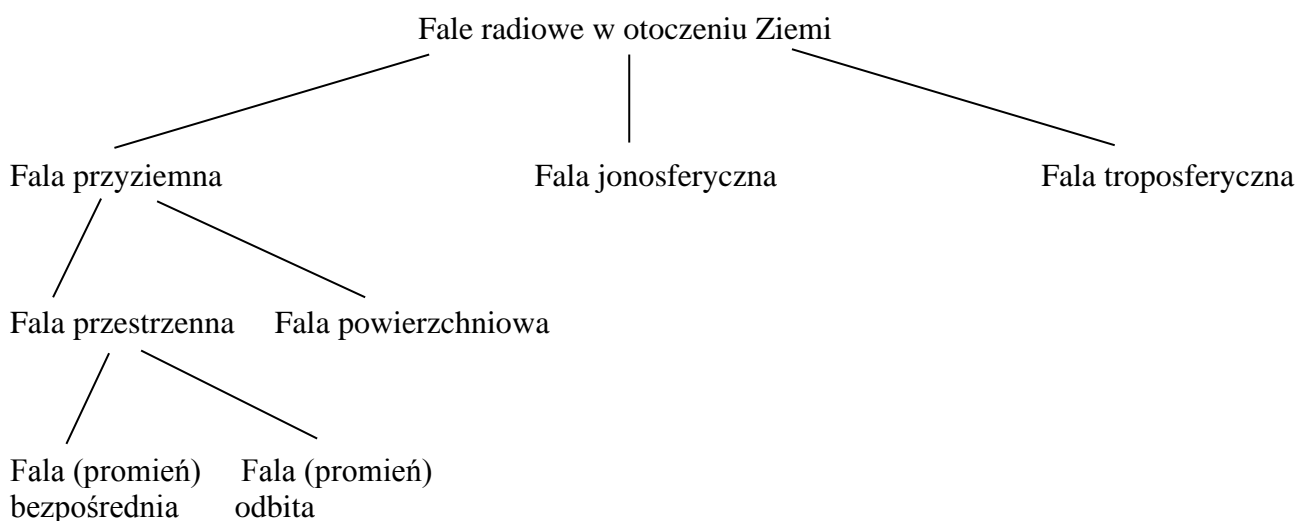 Fale radiowe w otoczeniu Ziemi
Fala przyziemna Fala jonosferyczna Fala troposferyczna
Fala przestrzenna Fala powierzchniowa
Fala (promień) Fala (promień)
bezpośrednia odbita